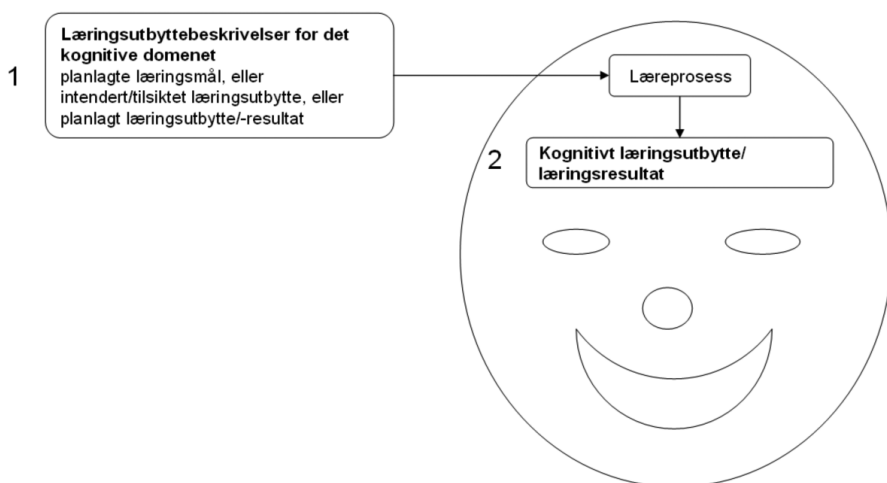 1
Læringsutbyttebeskrivelser for det
kognitive domenet
planlagte læringsmål, eller
intendert/tilsiktet læringsutbytte, eller
planlagt læringsutbytte/-resultat
Læreprosess
2
Kognitivt læringsutbytte/
læringsresultat